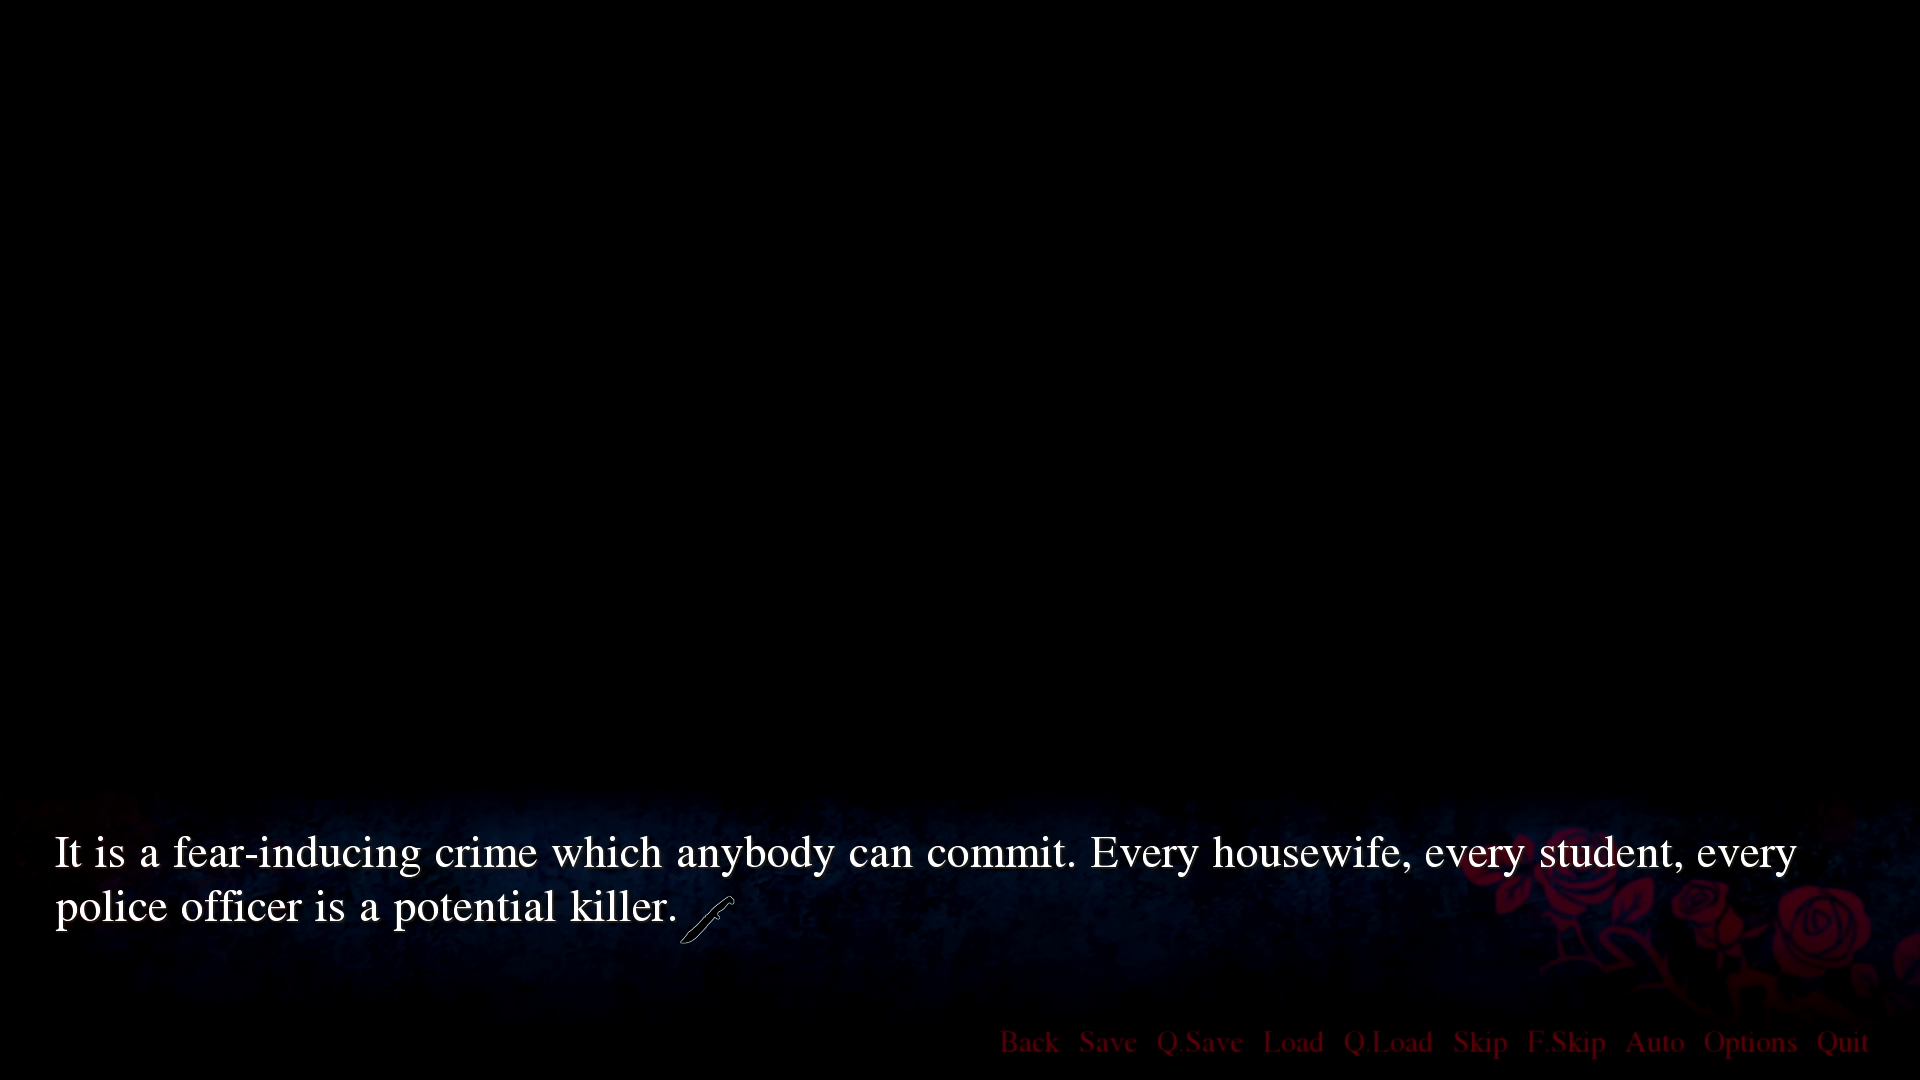 It is a fear-inducing crime which anybody can commit. Every housewife, every student, every
police officer is a potential killer.
Back Save Q.Save Load Q.Load Skip F.Skip Auto Options Quit